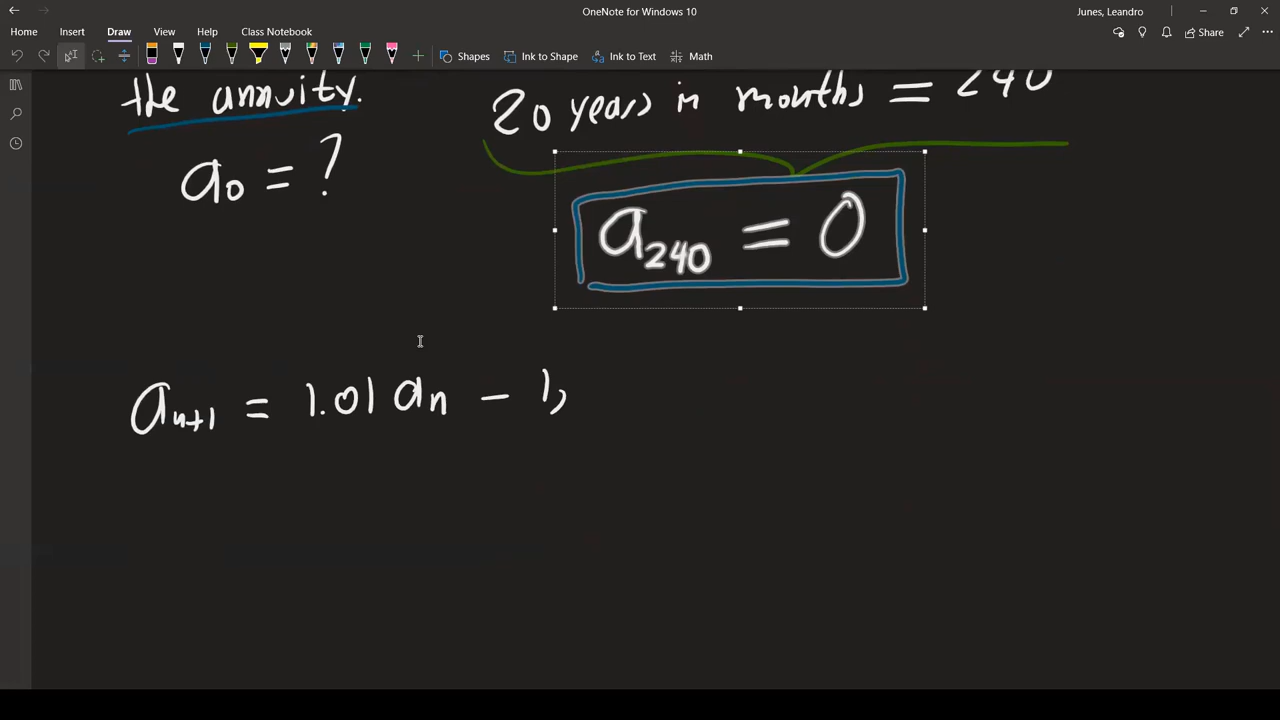 OneNote for Windows 10
Junes, Leandro
Home Insert Draw View Help Class Notebook
Share
Shapes Ink to Shape Ink to Text Math
the annuity.
20 years in months = 240
a₀ = ?
a₂₄₀ = 0
aₙ₊₁ = 1.01 aₙ - 1,